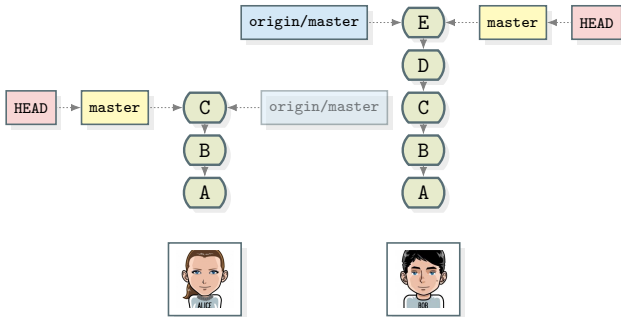 origin/master E master HEAD
D
HEAD master C origin/master C
B B
A A
ALICE BOB